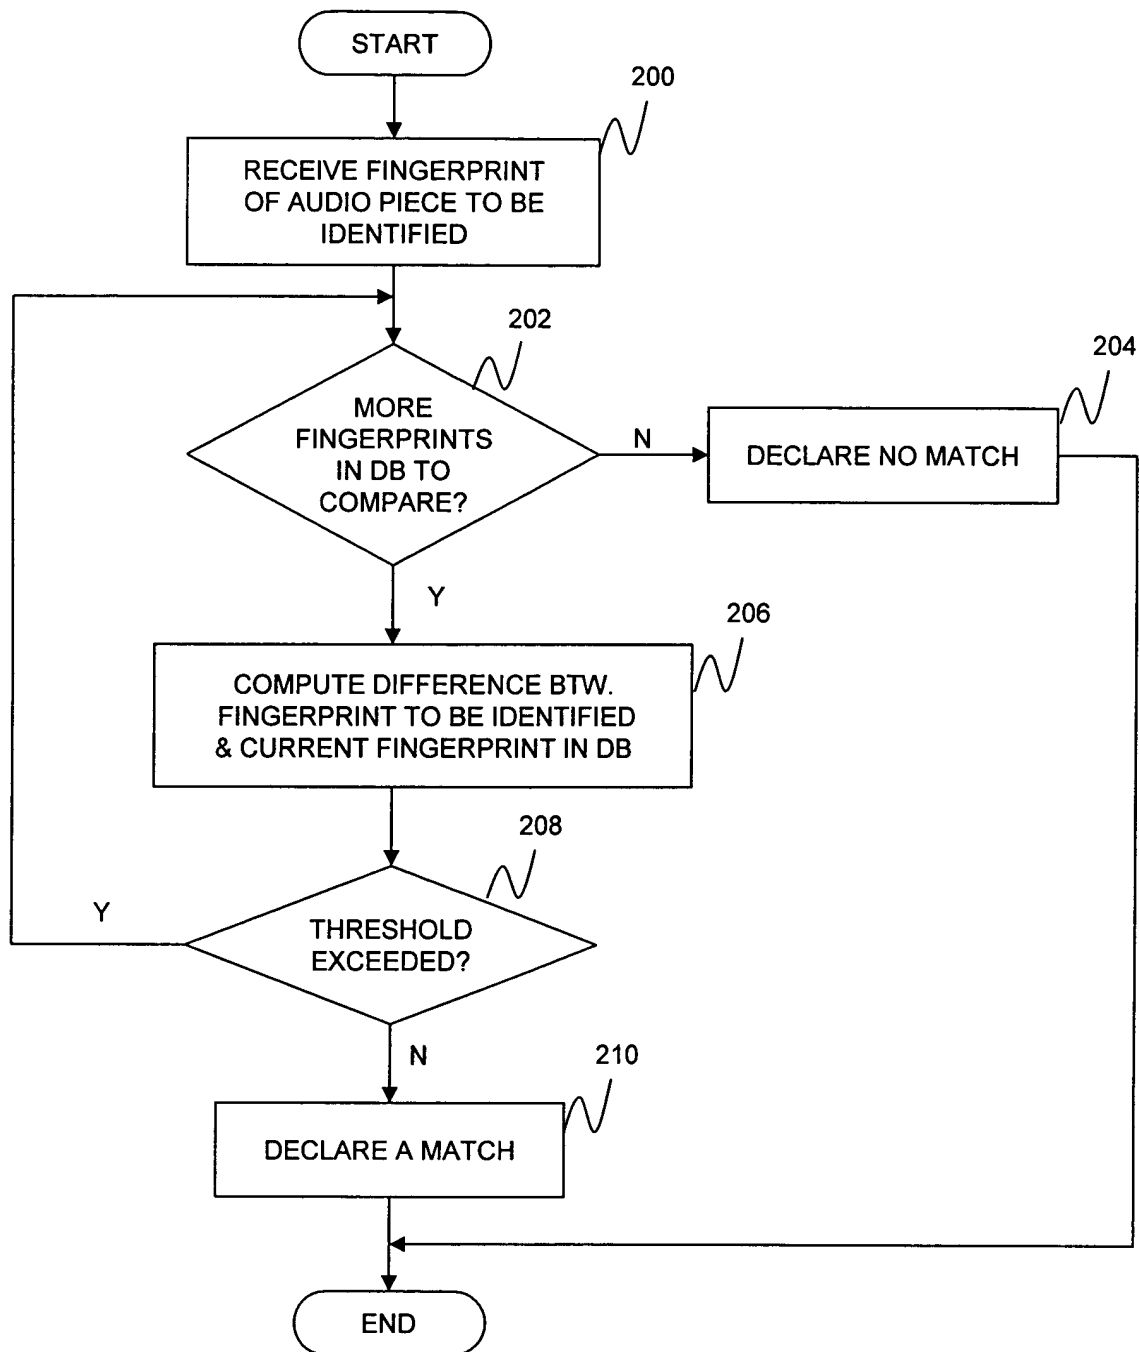 START
200
RECEIVE FINGERPRINT
OF AUDIO PIECE TO BE
IDENTIFIED
202
MORE
FINGERPRINTS
IN DB TO
COMPARE?
N
204
DECLARE NO MATCH
Y
206
COMPUTE DIFFERENCE BTW.
FINGERPRINT TO BE IDENTIFIED
& CURRENT FINGERPRINT IN DB
208
Y
THRESHOLD
EXCEEDED?
N
210
DECLARE A MATCH
END